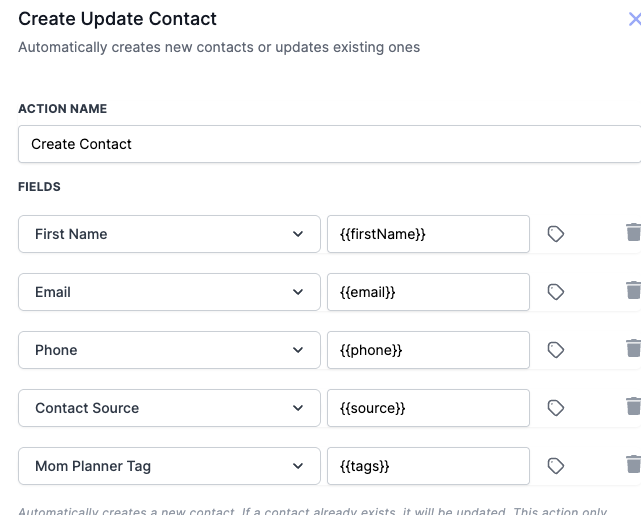 Create Update Contact
Automatically creates new contacts or updates existing ones
ACTION NAME
Create Contact
FIELDS
First Name {{firstName}}
Email {{email}}
Phone {{phone}}
Contact Source {{source}}
Mom Planner Tag {{tags}}
Automatically creates a new contact. If a contact already exists, it will be updated. This action only